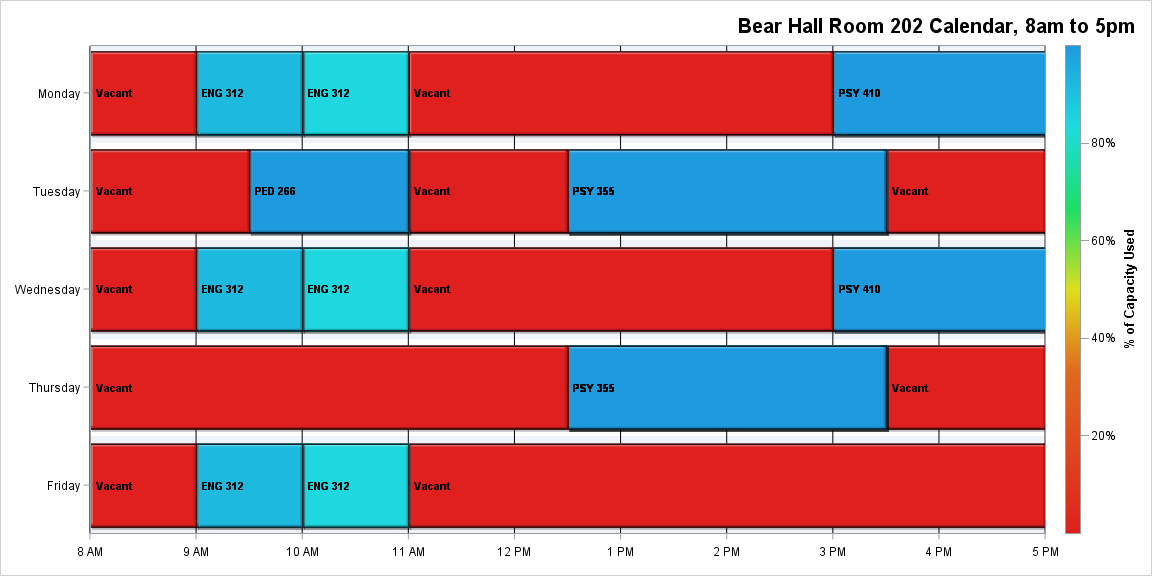 Bear Hall Room 202 Calendar, 8am to 5pm
Monday
Vacant
ENG 312
ENG 312
Vacant
PSY 410
Tuesday
Vacant
PED 266
Vacant
PSY 355
Vacant
Wednesday
Vacant
ENG 312
ENG 312
Vacant
PSY 410
Thursday
Vacant
PSY 355
Vacant
Friday
Vacant
ENG 312
ENG 312
Vacant
8 AM
9 AM
10 AM
11 AM
12 PM
1 PM
2 PM
3 PM
4 PM
5 PM
80%
60%
40%
20%
% of Capacity Used